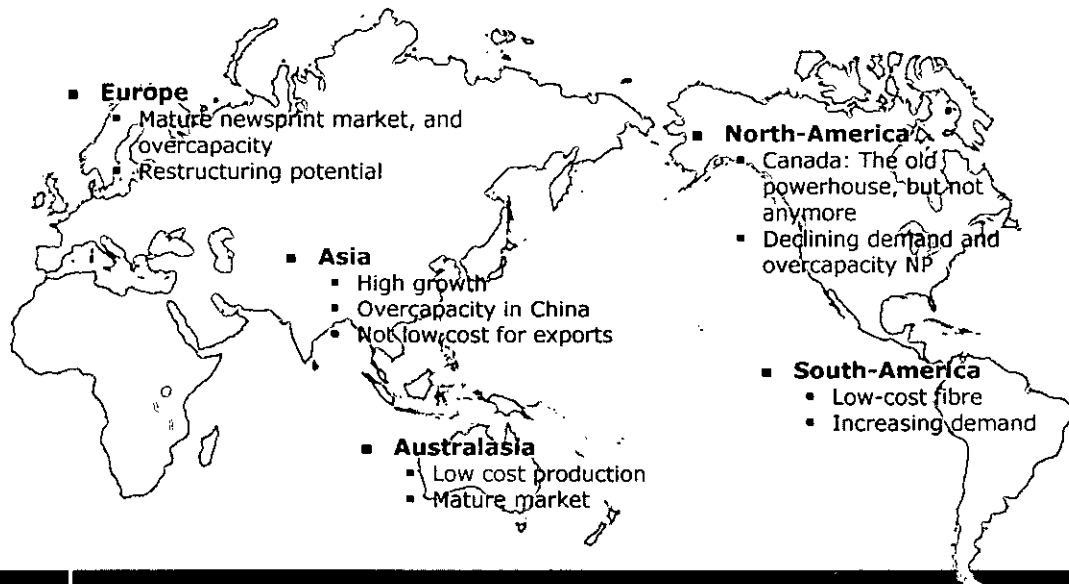 ▪ Europe
▪ Mature newsprint market, and
overcapacity
▪ Restructuring potential
▪ North-America
▪ Canada: The old
powerhouse, but not
anymore
▪ Declining demand and
overcapacity NP
▪ Asia
▪ High growth
▪ Overcapacity in China
▪ Not low cost for exports
▪ South-America
▪ Low-cost fibre
▪ Increasing demand
▪ Australasia
▪ Low cost production
▪ Mature market